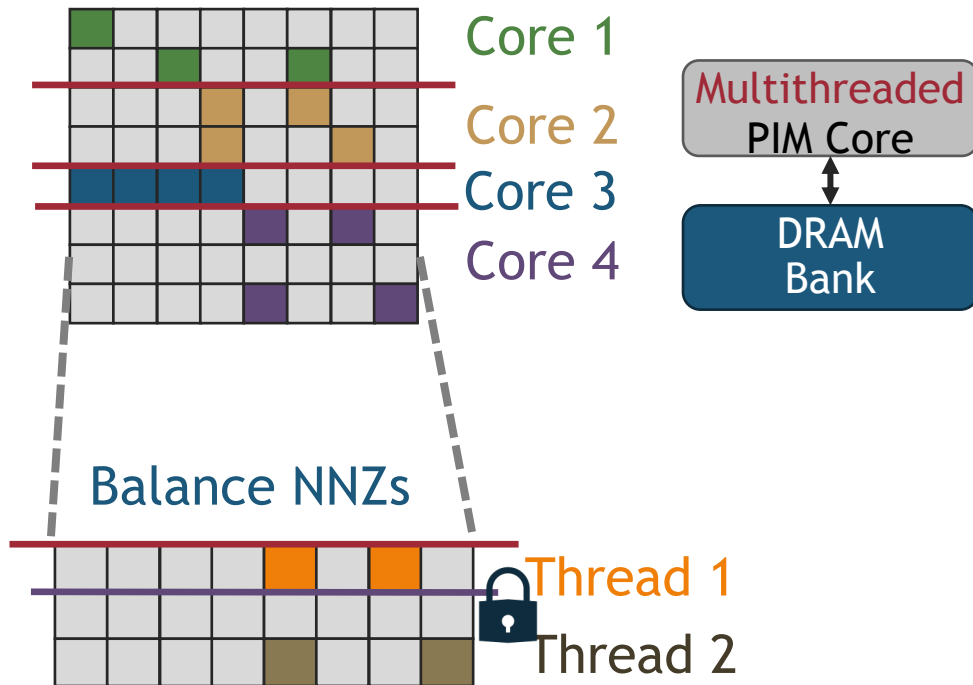 Core 1
Core 2
Core 3
Core 4
Multithreaded
PIM Core
DRAM
Bank
Balance NNZs
Thread 1
Thread 2